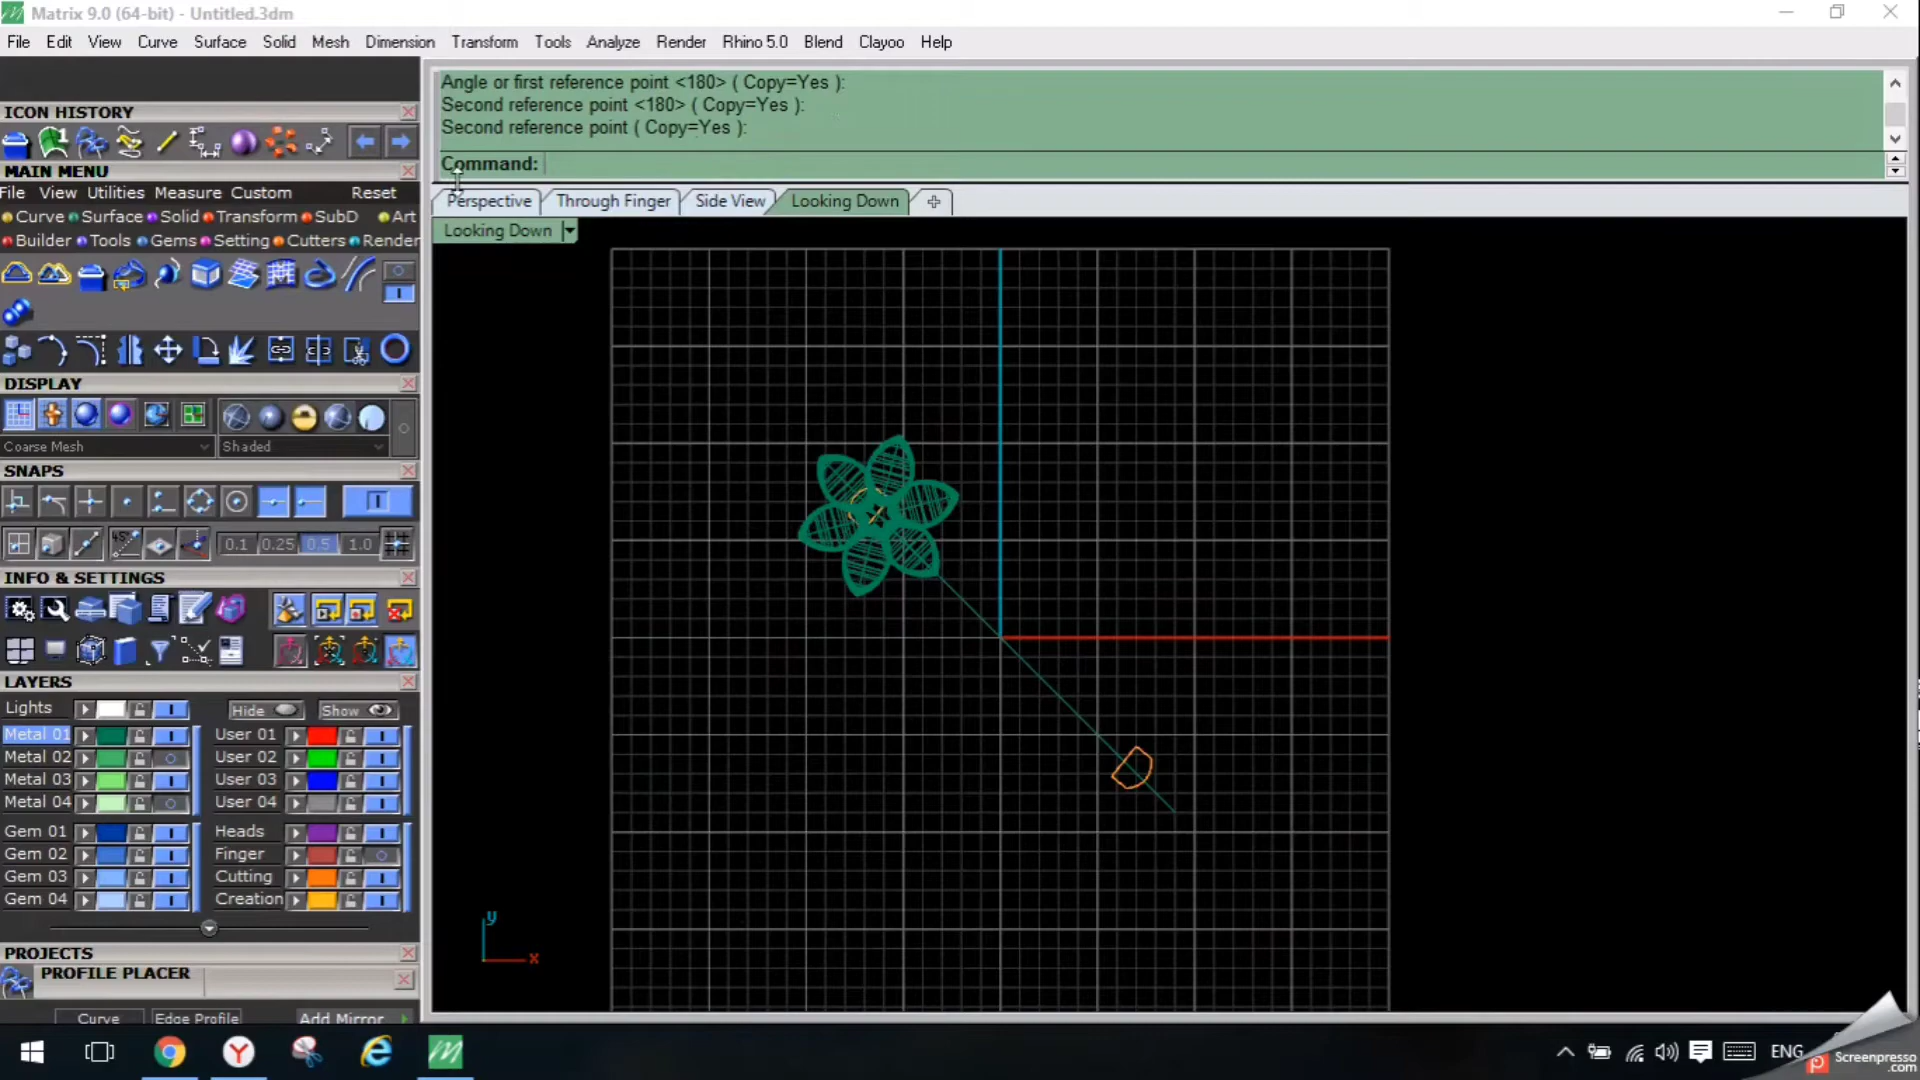 Matrix 9.0 (64-bit) - Untitled.3dm
File Edit View Curve Surface Solid Mesh Dimension Transform Tools Analyze Render Rhino 5.0 Blend Clayoo Help
Angle or first reference point <180> ( Copy=Yes ):
Second reference point <180> ( Copy=Yes ):
Second reference point ( Copy=Yes ):
Command:
Perspective Through Finger Side View Looking Down
Looking Down
ICON HISTORY
MAIN MENU
File View Utilities Measure Custom Reset
Curve Surface Solid Transform SubD Art
Builder Tools Gems Setting Cutters Render
DISPLAY
Coarse Mesh Shaded
SNAPS
45°
0.1 0.25 0.5 1.0
INFO & SETTINGS
LAYERS
Lights Hide Show
Metal 01 User 01
Metal 02 User 02
Metal 03 User 03
Metal 04 User 04
Gem 01 Heads
Gem 02 Finger
Gem 03 Cutting
Gem 04 Creation
PROJECTS
PROFILE PLACER
Curve Edge Profile Add Mirror
y
x
ENG
Screenpresso
.com